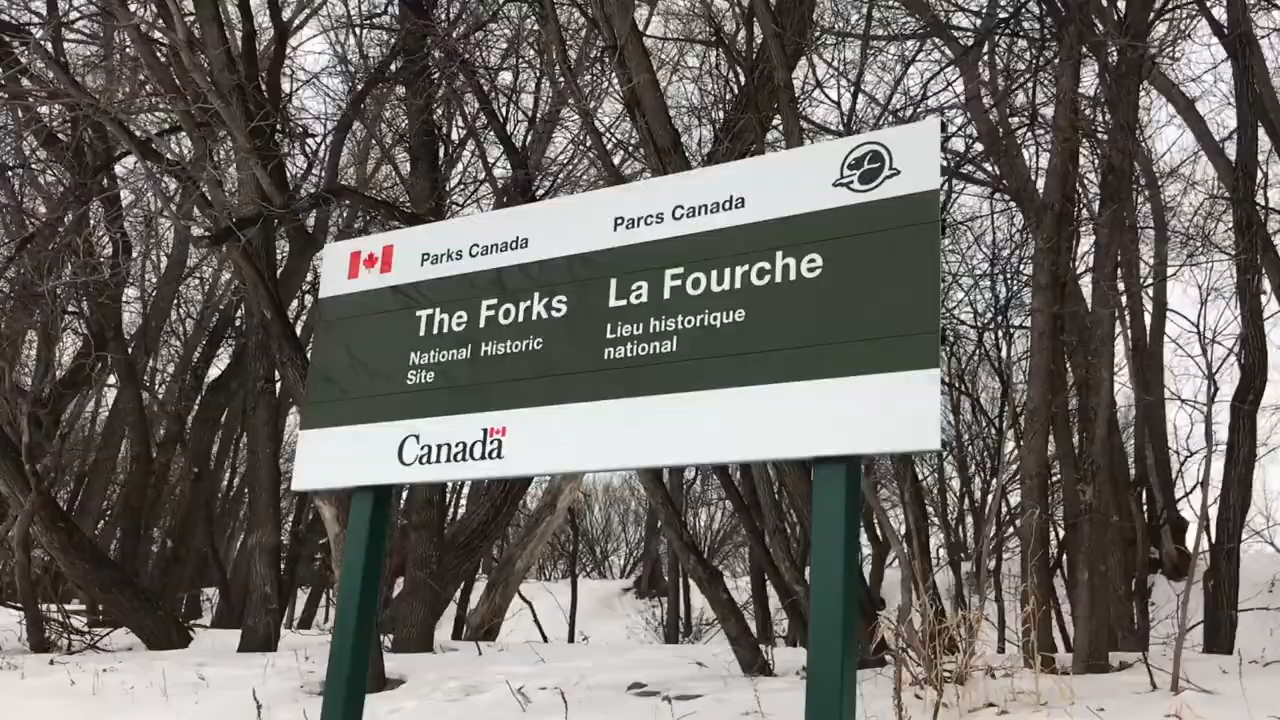 Parks Canada
Parcs Canada
The Forks
National Historic
Site
La Fourche
Lieu historique
national
Canada